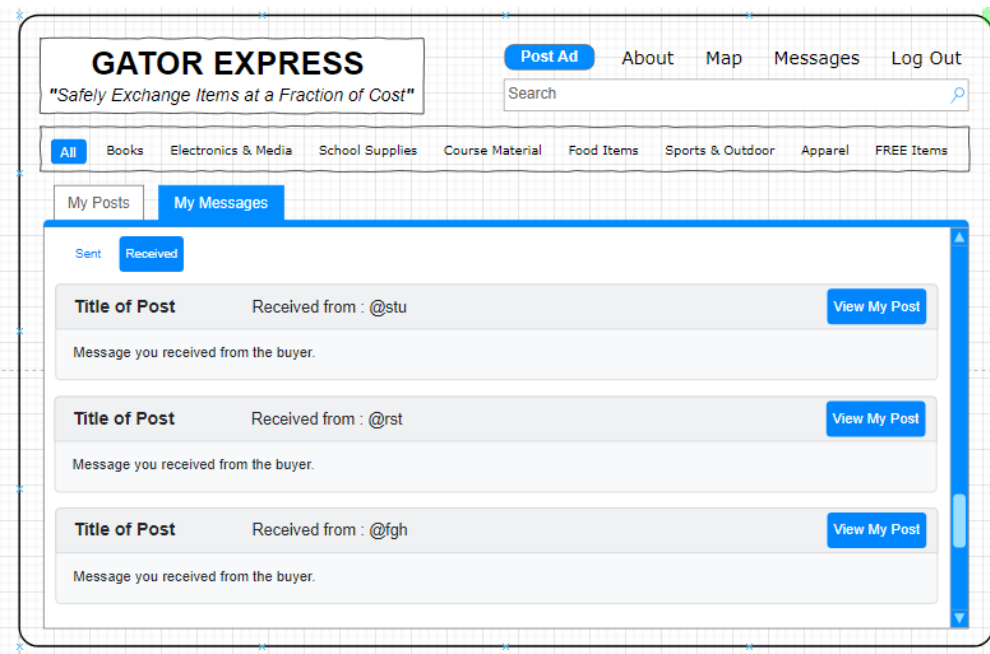 GATOR EXPRESS
"Safely Exchange Items at a Fraction of Cost"
Post Ad About Map Messages Log Out
Search
All Books Electronics & Media School Supplies Course Material Food Items Sports & Outdoor Apparel FREE Items
My Posts My Messages
Sent Received
Title of Post Received from : @stu View My Post
Message you received from the buyer.
Title of Post Received from : @rst View My Post
Message you received from the buyer.
Title of Post Received from : @fgh View My Post
Message you received from the buyer.